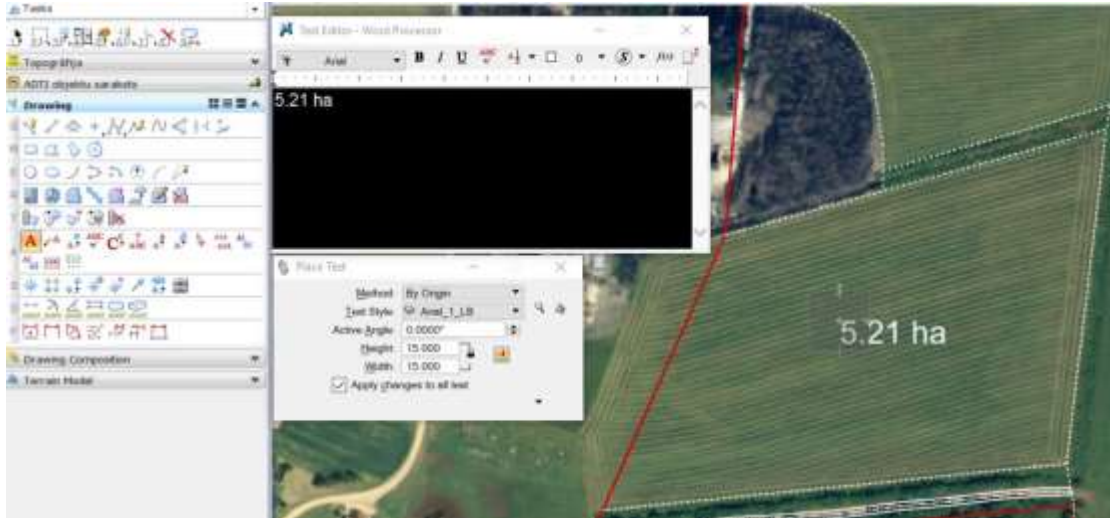 Tasks
Topogrāfija
ADTI objektu saraksts
Drawing
Drawing Composition
Terrain Model
Text Editor - Word Processor
Arial
B I U
5.21 ha
Place Text
Method: By Origin
Text Style: Arial_1_LB
Active Angle: 0.0000°
Height: 15.000
Width: 15.000
Apply changes to all text
5.21 ha